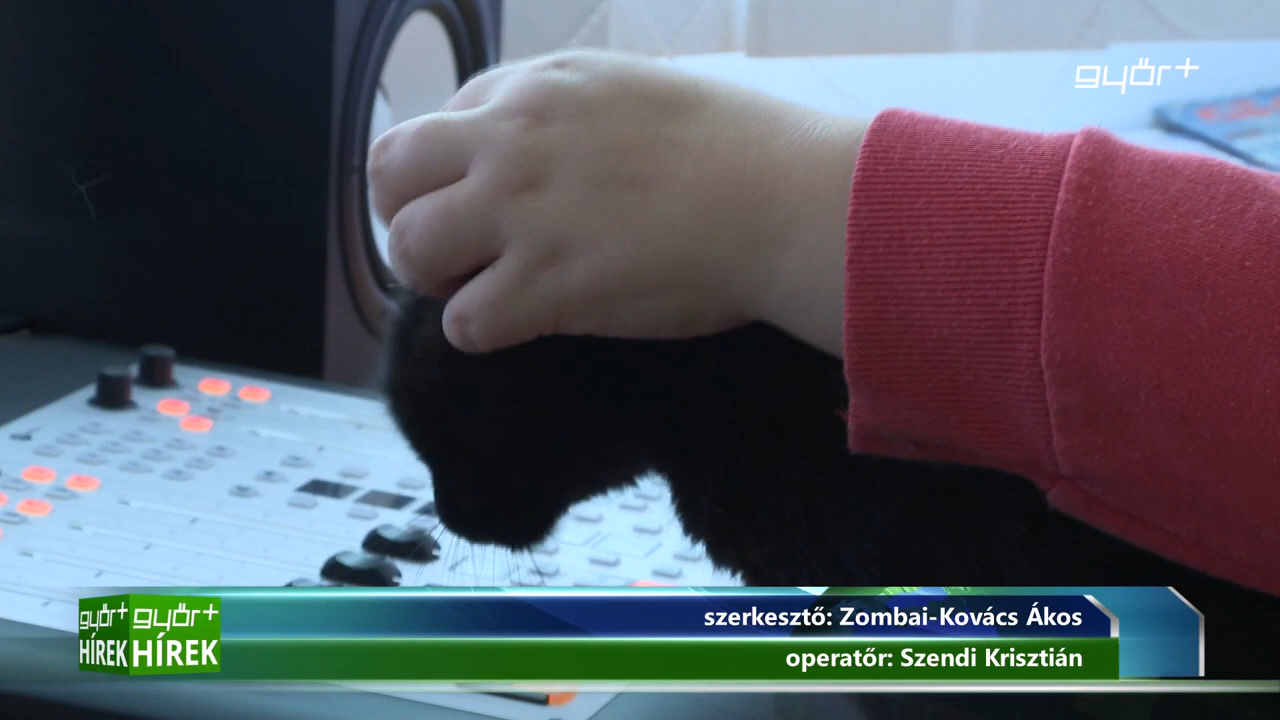 győr+
szerkesztő: Zombai-Kovács Ákos
operatőr: Szendi Krisztián
győr+ győr+
HÍREK HÍREK